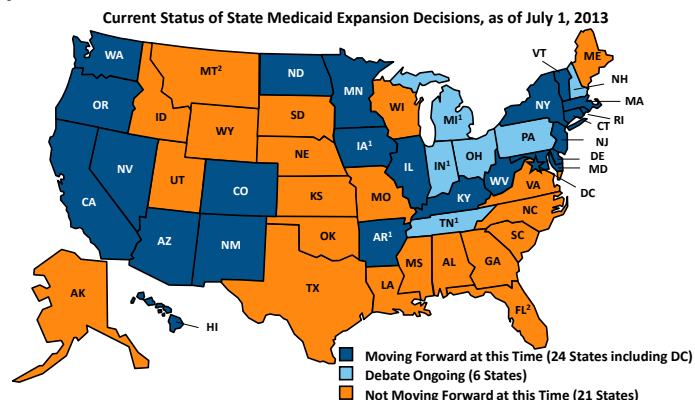 Current Status of State Medicaid Expansion Decisions, as of July 1, 2013
WA
MT²
ND
MN
VT
ME
NH
OR
ID
SD
WI
MI¹
NY
MA
WY
RI
CT
PA
NJ
NE
IA¹
IL
IN¹
OH
DE
MD
NV
UT
CO
WV
VA
DC
CA
KS
MO
KY
NC
TN¹
AZ
NM
OK
AR¹
SC
MS
AL
GA
TX
LA
AK
FL²
HI
Moving Forward at this Time (24 States including DC)
Debate Ongoing (6 States)
Not Moving Forward at this Time (21 States)